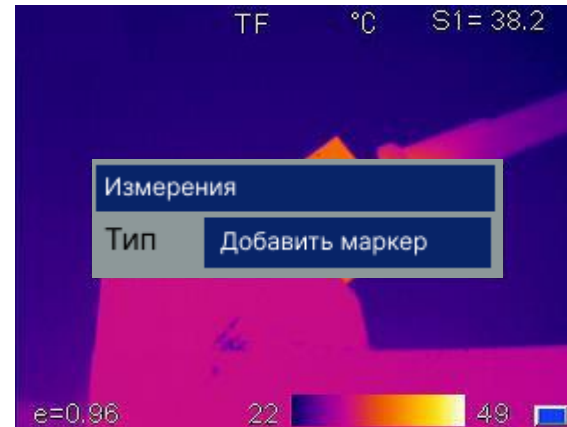 TF °C S1= 38.2
Измерения
Тип Добавить маркер
e=0.96 22 49